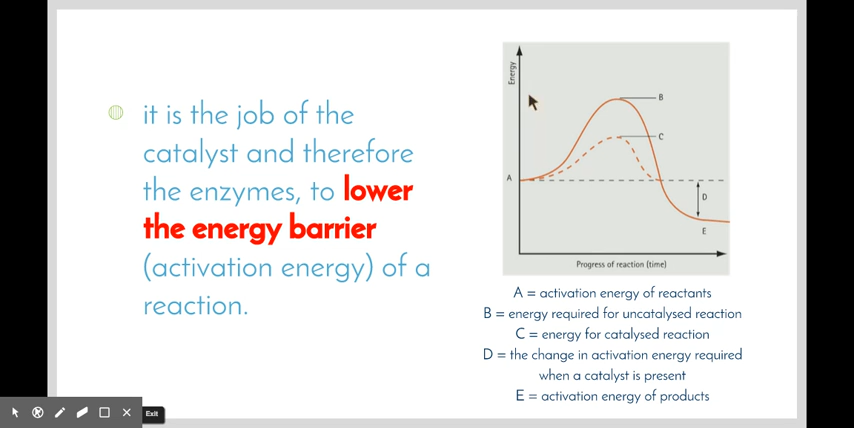 it is the job of the
catalyst and therefore
the enzymes, to lower
the energy barrier
(activation energy) of a
reaction.
Energy
B
C
A
D
E
Progress of reaction (time)
A = activation energy of reactants
B = energy required for uncatalysed reaction
C = energy for catalysed reaction
D = the change in activation energy required
when a catalyst is present
E = activation energy of products
Exit